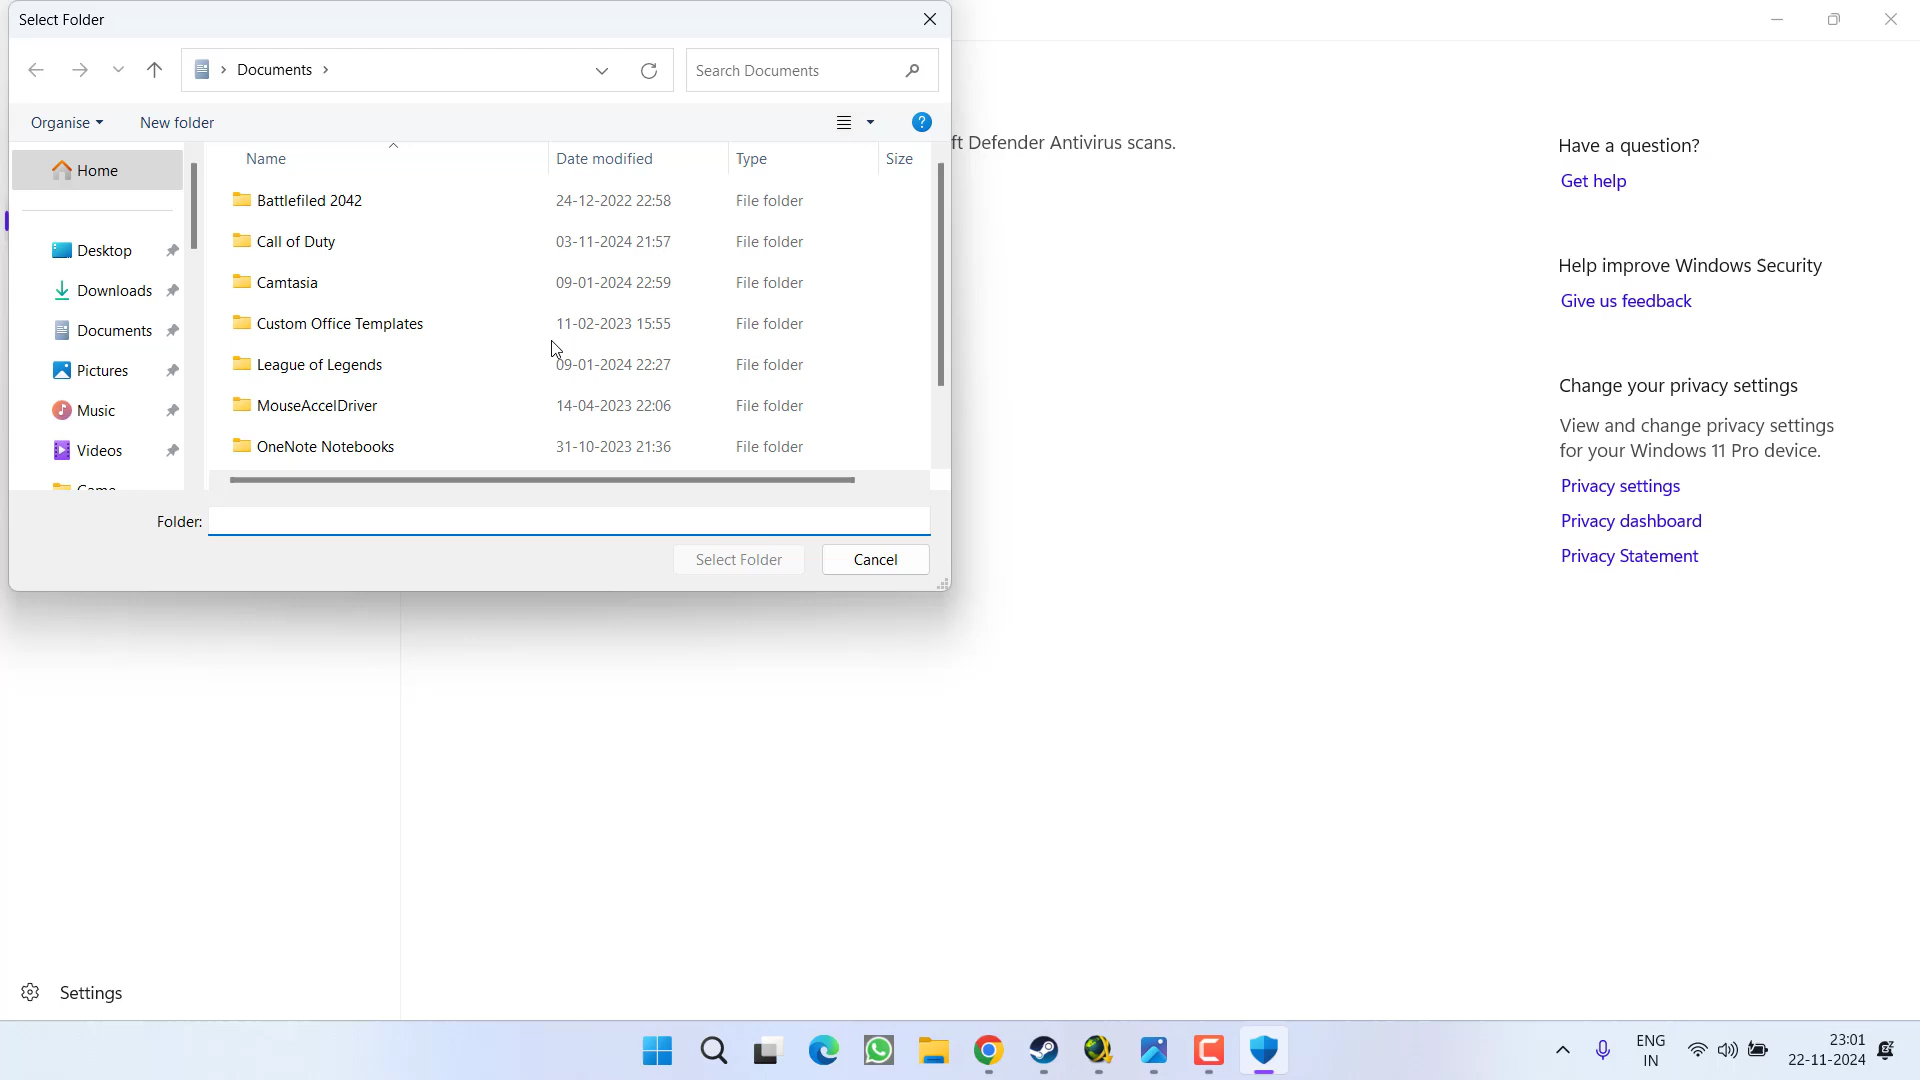 Select Folder
Documents
Search Documents
Organise
New folder
Home
Desktop
Downloads
Documents
Pictures
Music
Videos
Name Date modified Type Size
Battlefiled 2042 24-12-2022 22:58 File folder
Call of Duty 03-11-2024 21:57 File folder
Camtasia 09-01-2024 22:59 File folder
Custom Office Templates 11-02-2023 15:55 File folder
League of Legends 09-01-2024 22:27 File folder
MouseAccelDriver 14-04-2023 22:06 File folder
OneNote Notebooks 31-10-2023 21:36 File folder
Folder:
Select Folder Cancel
ft Defender Antivirus scans.
Have a question?
Get help
Help improve Windows Security
Give us feedback
Change your privacy settings
View and change privacy settings
for your Windows 11 Pro device.
Privacy settings
Privacy dashboard
Privacy Statement
Settings
ENG
IN
23:01
22-11-2024